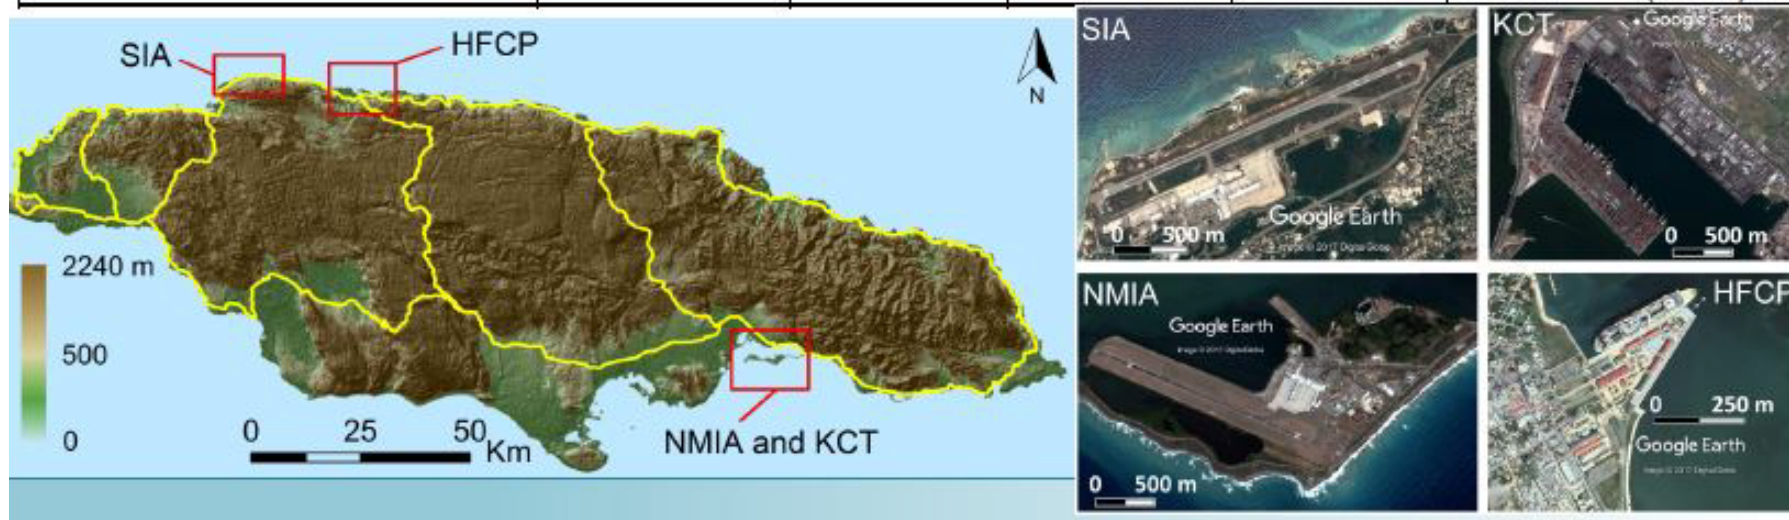 SIA
HFCP
N
2240 m
500
0
0 25 50 Km
NMIA and KCT
SIA
Google Earth
0 500 m
KCT
Google Earth
0 500 m
NMIA
Google Earth
0 500 m
HFCP
0 250 m
Google Earth